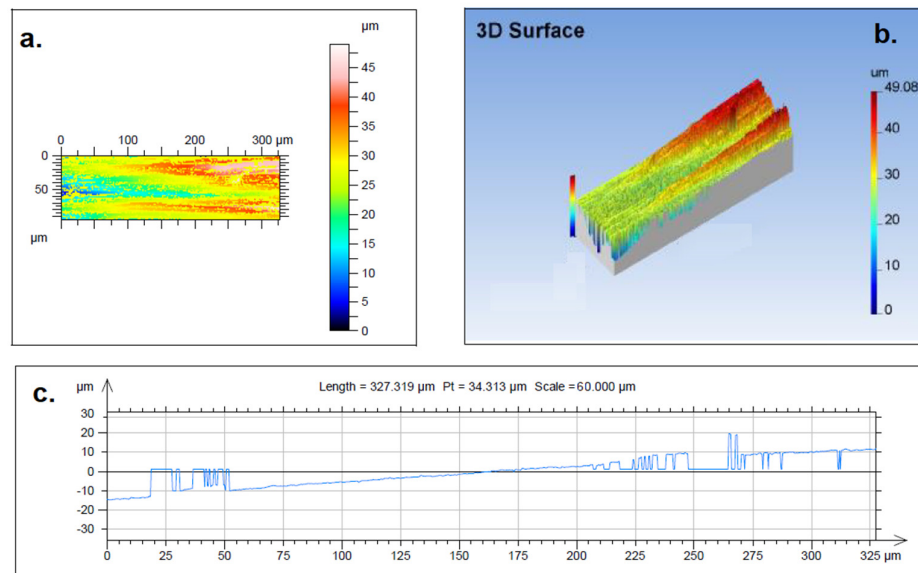 a.
µm
0 100 200 300 µm
0
50
µm
45
40
35
30
25
20
15
10
5
0
3D Surface
b.
um
49.08
40
30
20
10
0
c.
µm
Length = 327.319 µm Pt = 34.313 µm Scale = 60.000 µm
30
20
10
0
-10
-20
-30
0 25 50 75 100 125 150 175 200 225 250 275 300 325 µm